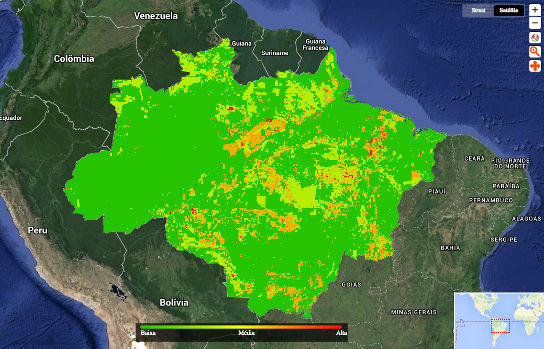 Street Satélite
Venezuela
Guiana
Suriname
Guiana
Francesa
Colômbia
Equador
CEARÁ
RIO GRANDE
DO NORTE
PARAÍBA
PIAUÍ
PERNAMBUCO
ALAGOAS
SERGIPE
Peru
BAHIA
GOIÁS
Bolívia
MINAS GERAIS
Baixa Média Alta